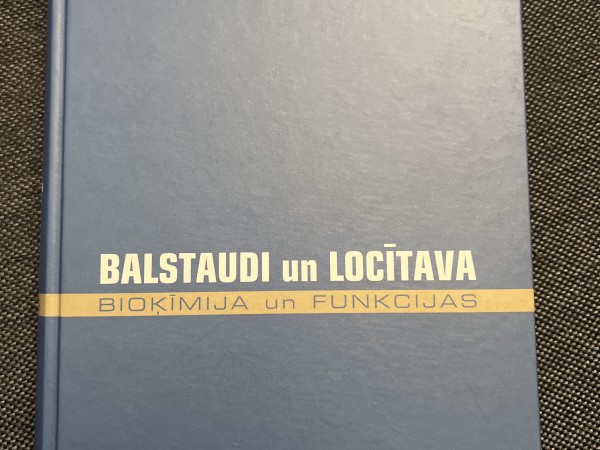 BALSTAUDI un LOCĪTAVA
BIOĶĪMIJA un FUNKCIJAS